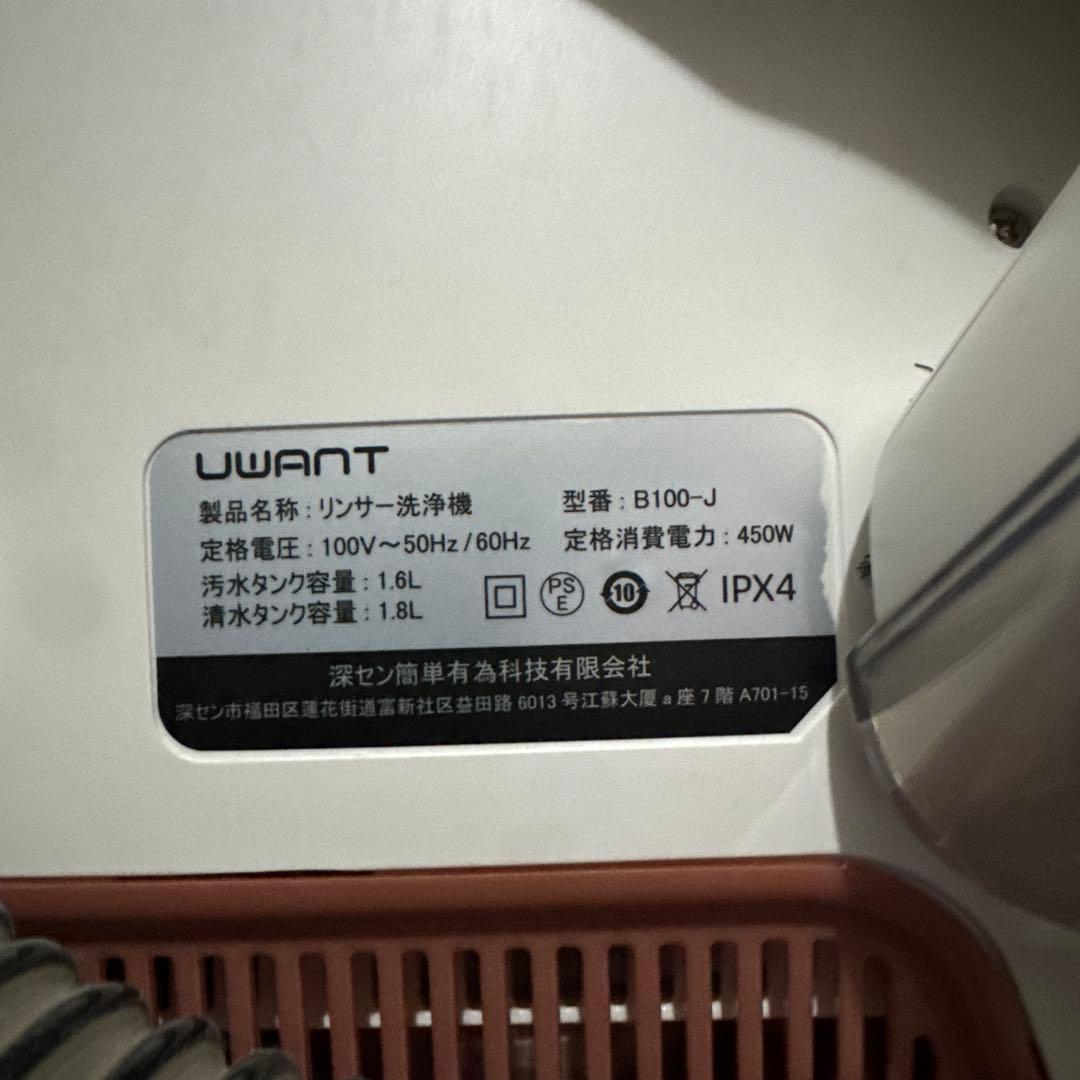 UWANT
製品名称：リンサー洗浄機 型番：B100-J
定格電圧：100V～50Hz/60Hz 定格消費電力：450W
汚水タンク容量：1.6L
清水タンク容量：1.8L
PSE 10 IPX4
深セン簡単有為科技有限会社
深セン市福田区蓮花街道富新社区益田路 6013 号江蘇大厦 a 座 7 階 A701-15